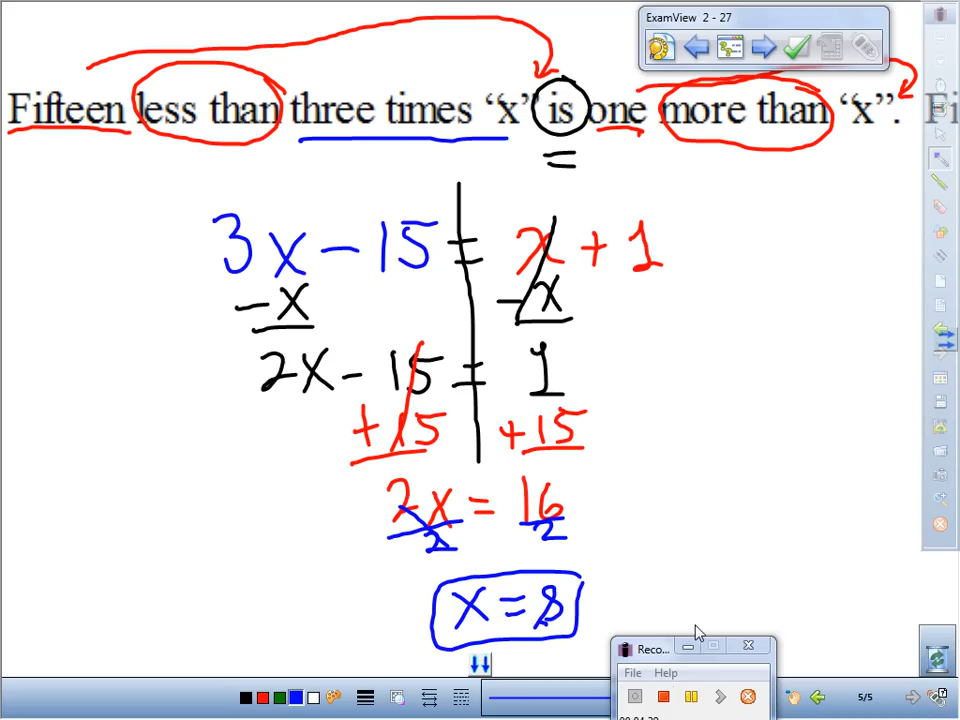 ExamView 2 - 27
Fifteen less than three times “x” is one more than “x”. Fi
=
3x - 15 = x + 1
- x - x
2x - 15 = 1
+ 15 + 15
2x = 16
2 2
x = 8
Reco...
File Help
5/5